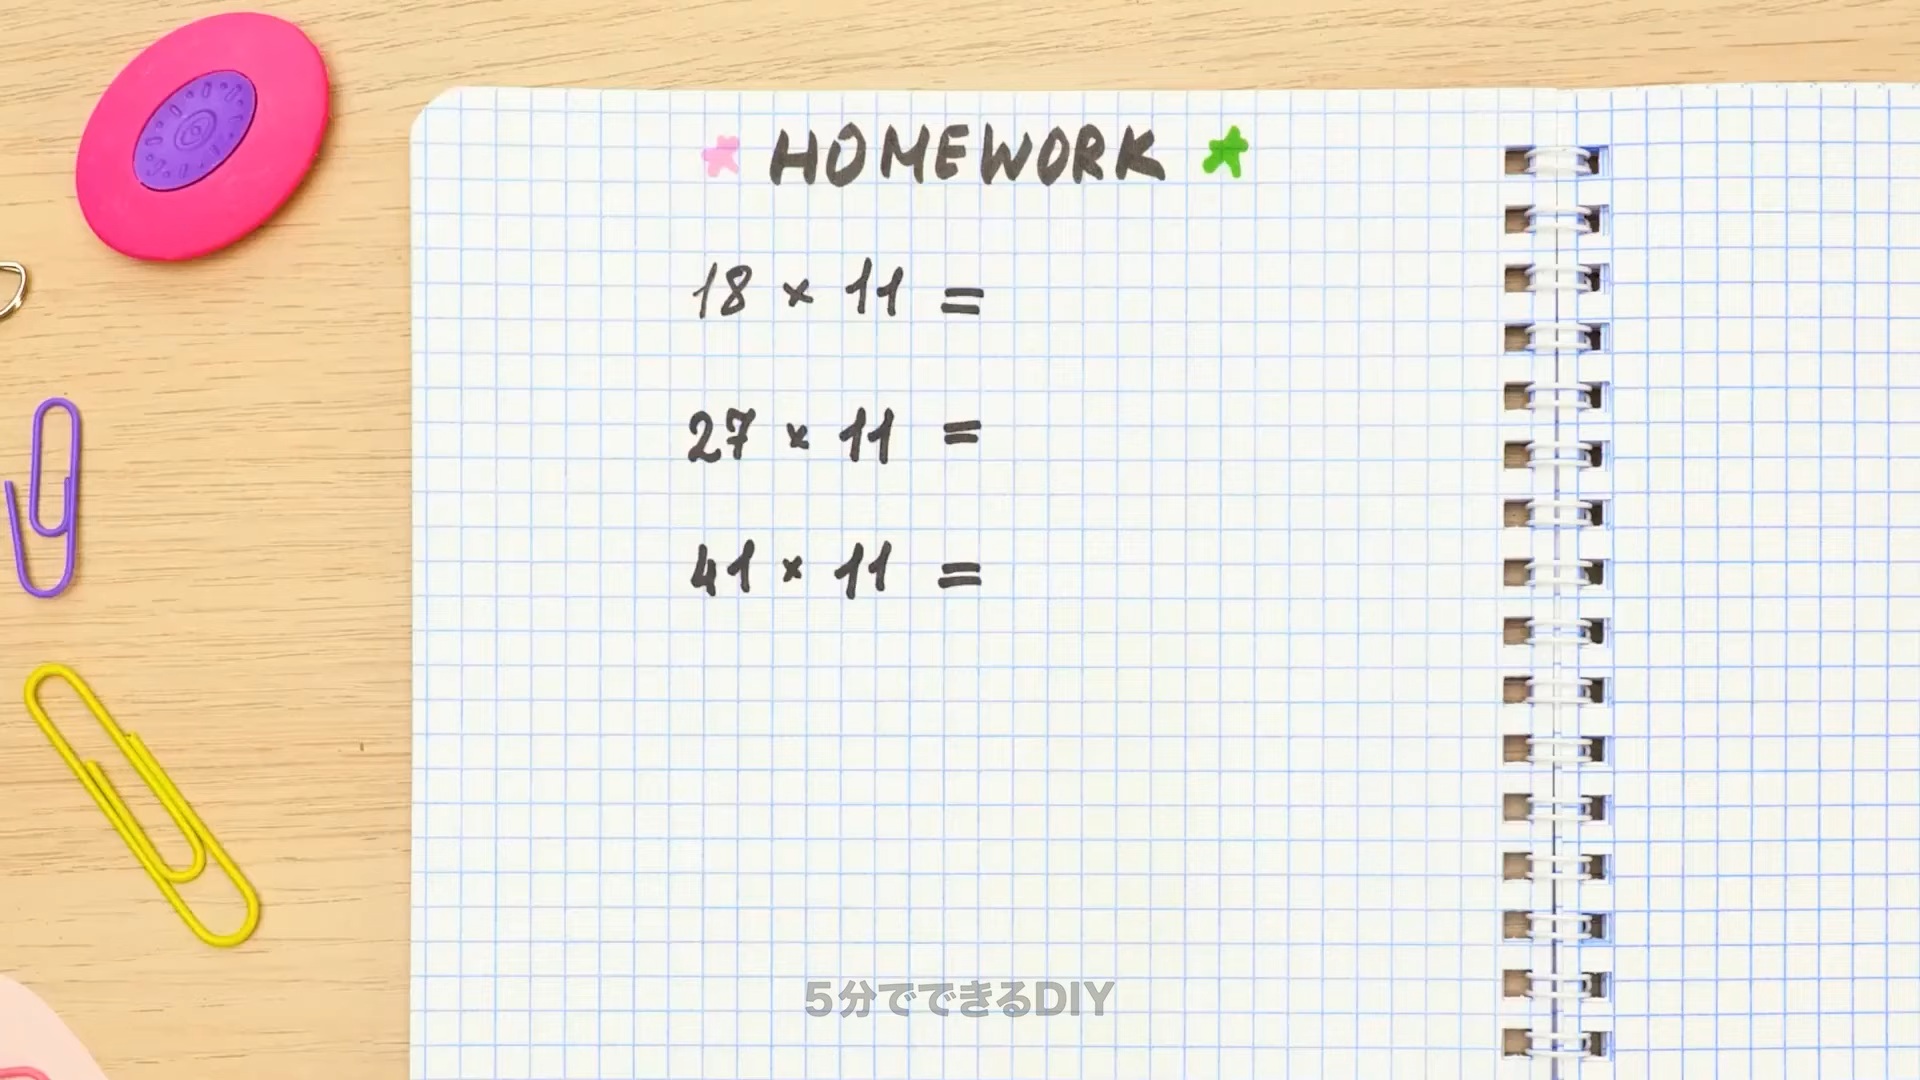 HOMEWORK
18 × 11 =
27 × 11 =
41 × 11 =
5分でできるDIY